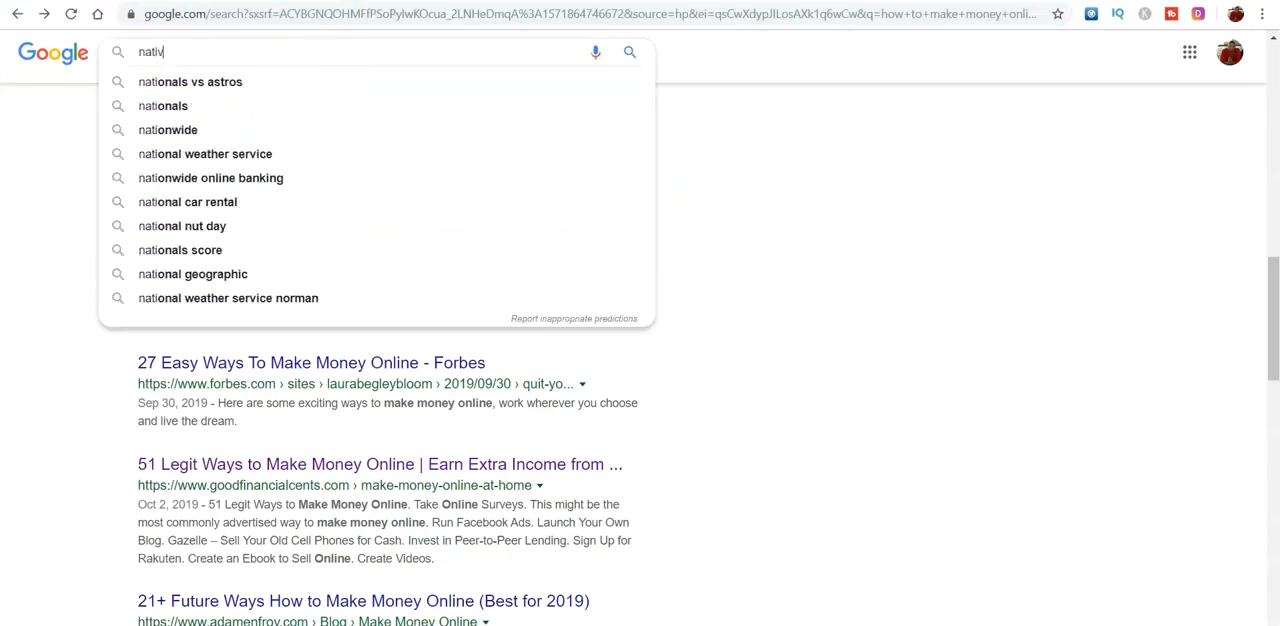 google.com/search?sxsrf=ACYBGNQOHMFfPSoPyIwKOcua_2LNHeDmqA%3A1571864746672&source=hp&ei=qsCwXdypJILosAXk1q6wCw&q=how+to+make+money+onli...
Google
nativ
nationals vs astros
nationals
nationwide
national weather service
nationwide online banking
national car rental
national nut day
nationals score
national geographic
national weather service norman
Report inappropriate predictions
27 Easy Ways To Make Money Online - Forbes
https://www.forbes.com › sites › laurabegleybloom › 2019/09/30 › quit-yo...
Sep 30, 2019 - Here are some exciting ways to make money online, work wherever you choose
and live the dream.
51 Legit Ways to Make Money Online | Earn Extra Income from ...
https://www.goodfinancialcents.com › make-money-online-at-home
Oct 2, 2019 - 51 Legit Ways to Make Money Online. Take Online Surveys. This might be the
most commonly advertised way to make money online. Run Facebook Ads. Launch Your Own
Blog. Gazelle – Sell Your Old Cell Phones for Cash. Invest in Peer-to-Peer Lending. Sign Up for
Rakuten. Create an Ebook to Sell Online. Create Videos.
21+ Future Ways How to Make Money Online (Best for 2019)
https://www.adamenfroy.com › Blog › Make Money Online